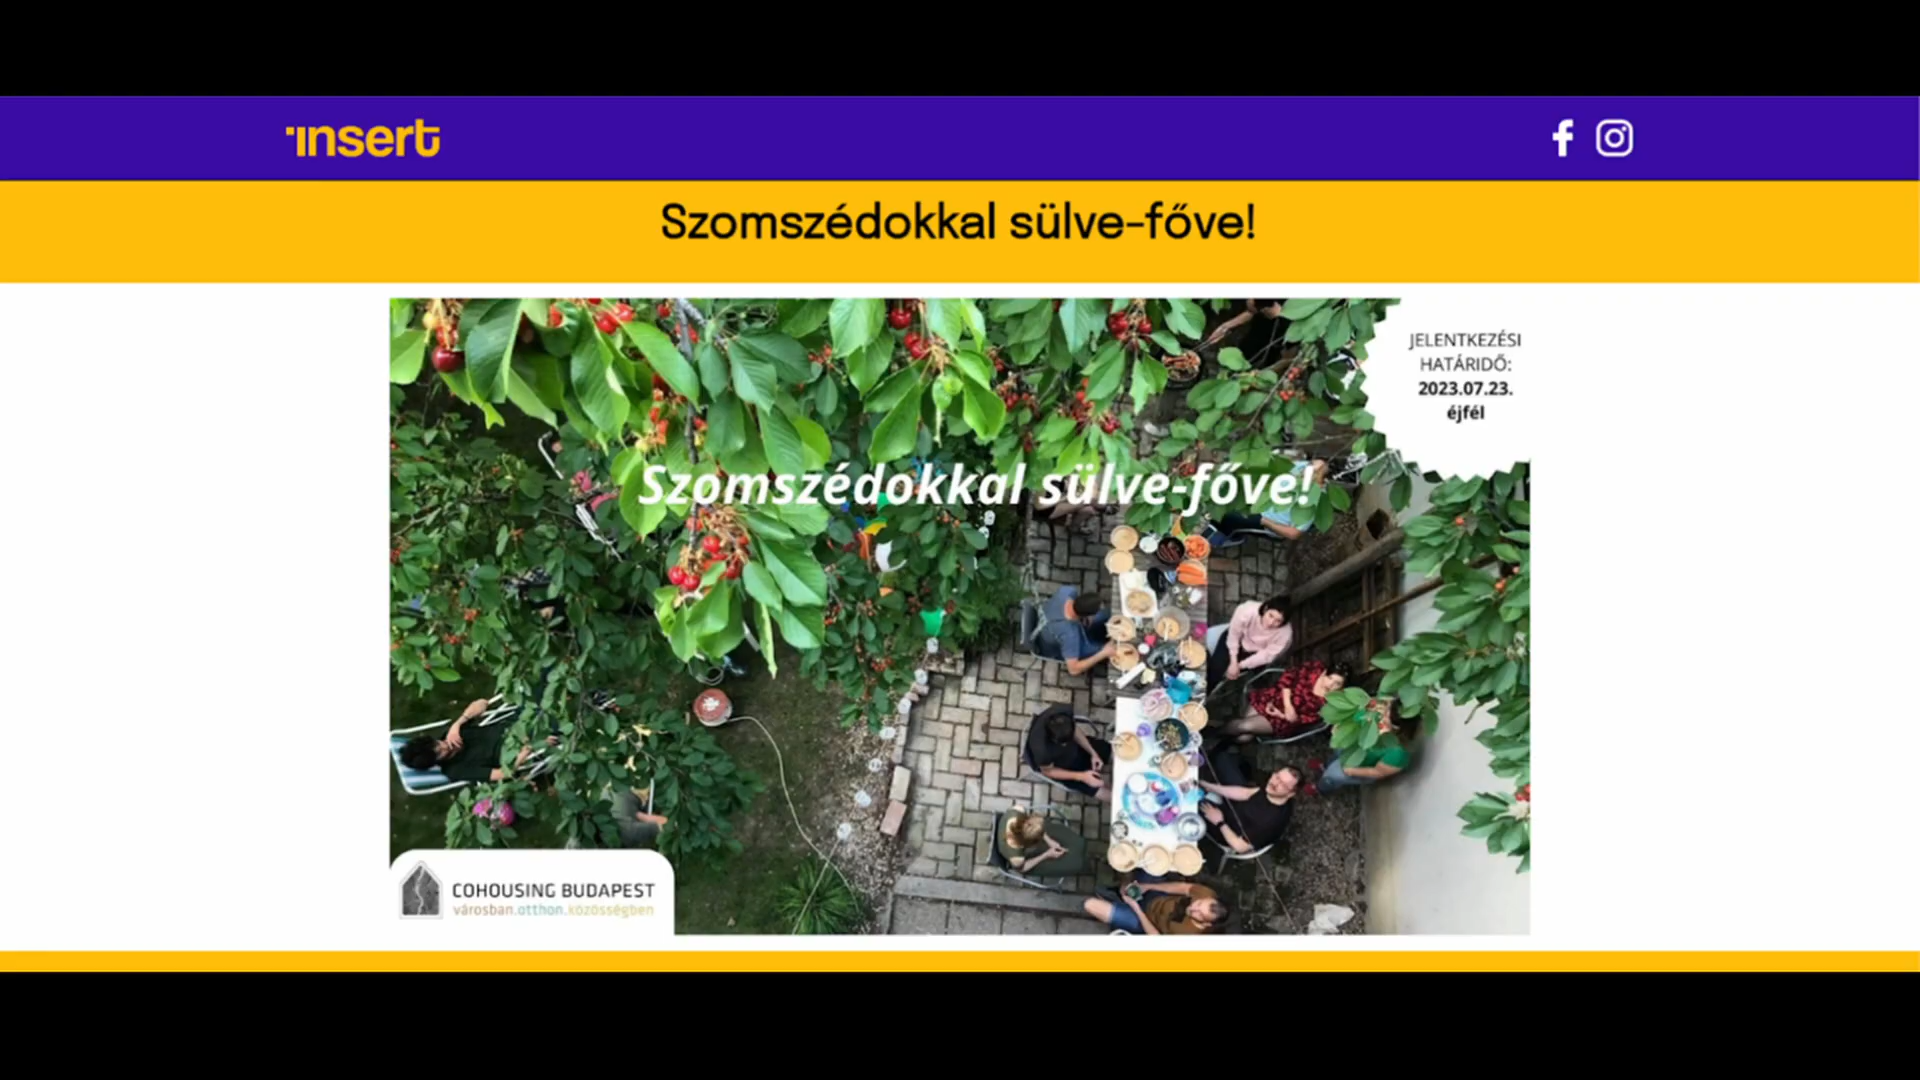 insert
Szomszédokkal sülve-főve!
JELENTKEZÉSI
HATÁRIDŐ:
2023.07.23.
éjfél
Szomszédokkal sülve-főve!
COHOUSING BUDAPEST
városban.otthon.közösségben